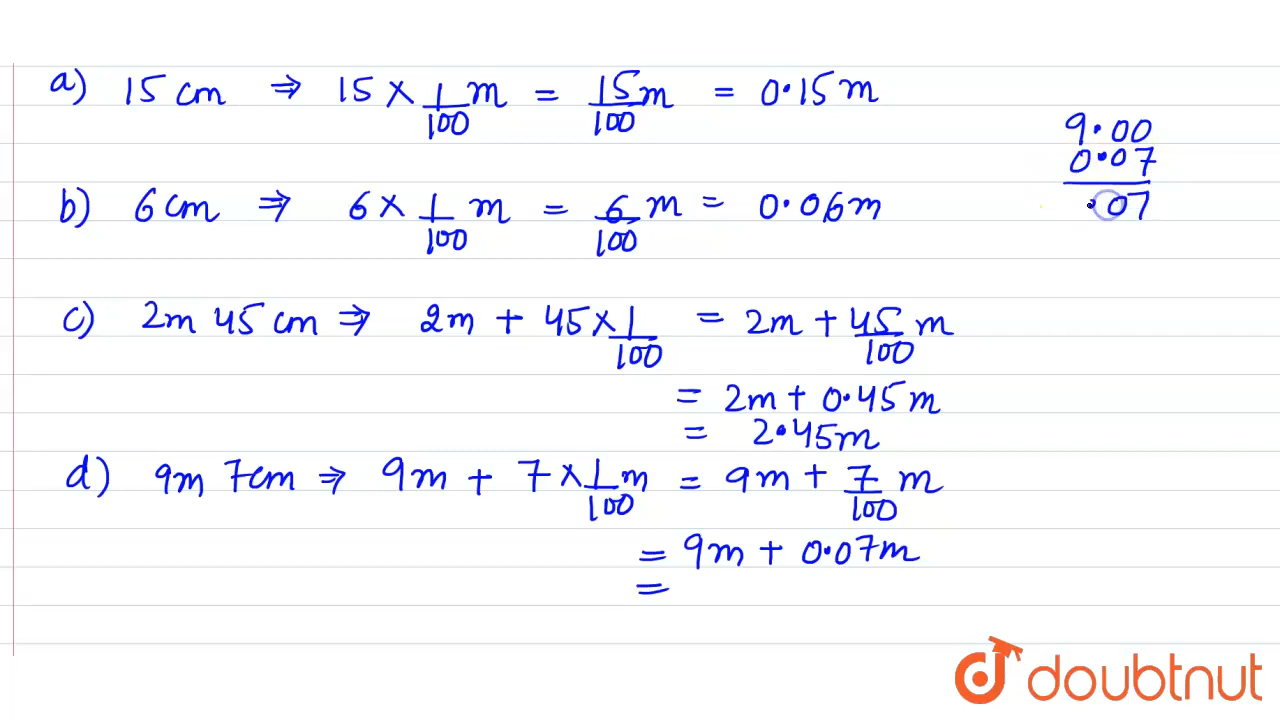 a) 15 cm ⇒ 15 × 1/100 m = 15/100 m = 0.15 m
9.00
0.07
.07
b) 6 cm ⇒ 6 × 1/100 m = 6/100 m = 0.06 m
c) 2m 45 cm ⇒ 2m + 45 × 1/100 = 2m + 45/100 m
= 2m + 0.45 m
= 2.45 m
d) 9m 7cm ⇒ 9m + 7 × 1/100 m = 9m + 7/100 m
= 9m + 0.07m
=
doubtnut